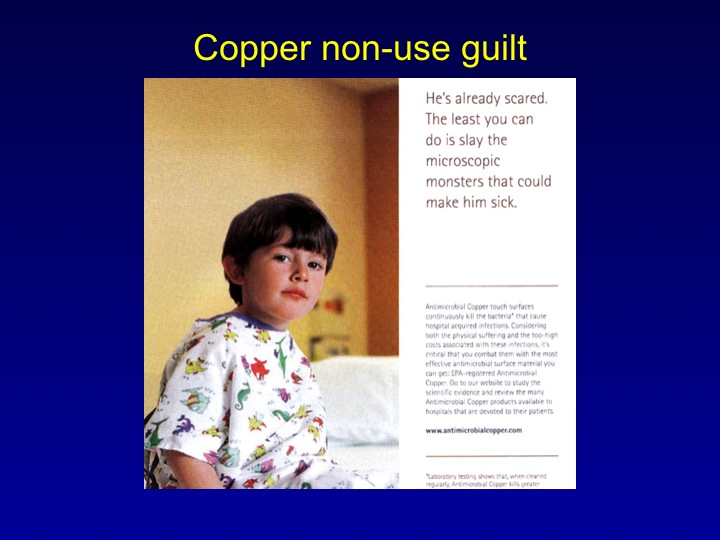 Copper non-use guilt
He's already scared.
The least you can
do is slay the
microscopic
monsters that could
make him sick.
Antimicrobial Copper touch surfaces
continuously kill the bacteria* that cause
hospital acquired infections. Considering
both the physical suffering and the too-high
costs associated with these infections, it's
critical that you combat them with the most
effective antimicrobial surface material you
can get: EPA-registered Antimicrobial
Copper. Go to our website to study the
scientific evidence and review the many
Antimicrobial Copper products available to
hospitals that are devoted to their patients.
www.antimicrobialcopper.com
*Laboratory testing shows that, when cleaned
regularly, Antimicrobial Copper kills greater